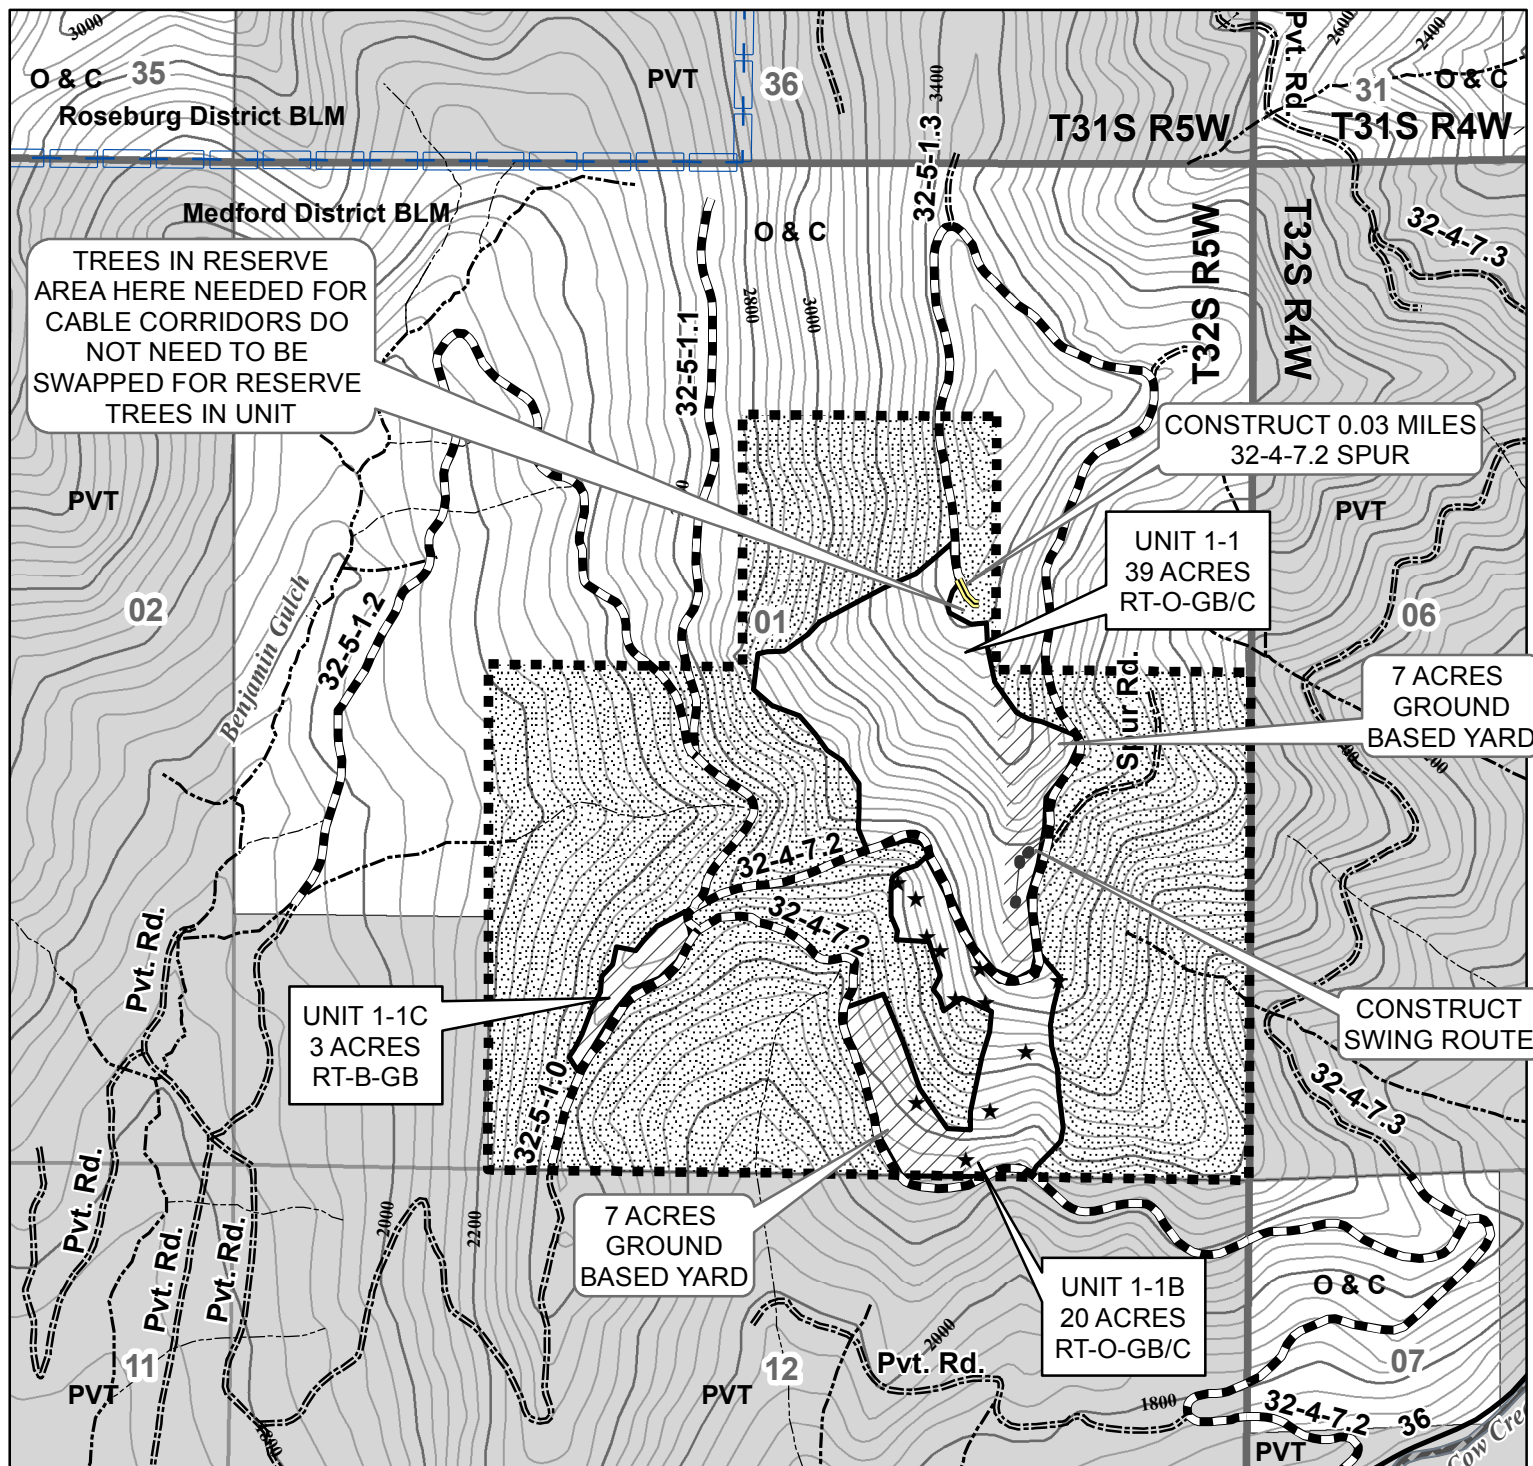 3000
O & C
35
PVT
36
3400
Pvt. Rd.
2600
2400
31
O & C
Roseburg District BLM
T31S R5W
T31S R4W
Medford District BLM
32-5-1.3
O & C
T32S R5W
T32S R4W
32-4-7.3
TREES IN RESERVE
AREA HERE NEEDED FOR
CABLE CORRIDORS DO
NOT NEED TO BE
SWAPPED FOR RESERVE
TREES IN UNIT
2800
3000
32-5-1.1
CONSTRUCT 0.03 MILES
32-4-7.2 SPUR
PVT
PVT
UNIT 1-1
39 ACRES
RT-O-GB/C
02
Benjamin Gulch
32-5-1.2
01
06
Spur Rd.
7 ACRES
GROUND
BASED YARD
32-4-7.2
32-4-7.2
Pvt. Rd.
UNIT 1-1C
3 ACRES
RT-B-GB
CONSTRUCT
SWING ROUTE
32-5-1.0
32-4-7.3
Pvt. Rd.
Pvt. Rd.
Pvt. Rd.
2000
2200
7 ACRES
GROUND
BASED YARD
UNIT 1-1B
20 ACRES
RT-O-GB/C
O & C
11
PVT
12
PVT
2000
Pvt. Rd.
07
1800
32-4-7.2
36
PVT
Cow Cre